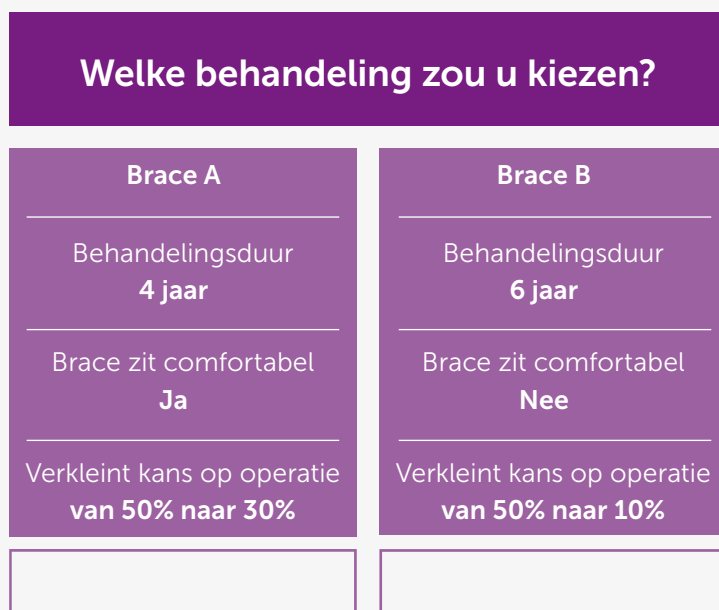 Welke behandeling zou u kiezen?
Brace A
Behandelingsduur
4 jaar
Brace zit comfortabel
Ja
Verkleint kans op operatie
van 50% naar 30%
Brace B
Behandelingsduur
6 jaar
Brace zit comfortabel
Nee
Verkleint kans op operatie
van 50% naar 10%